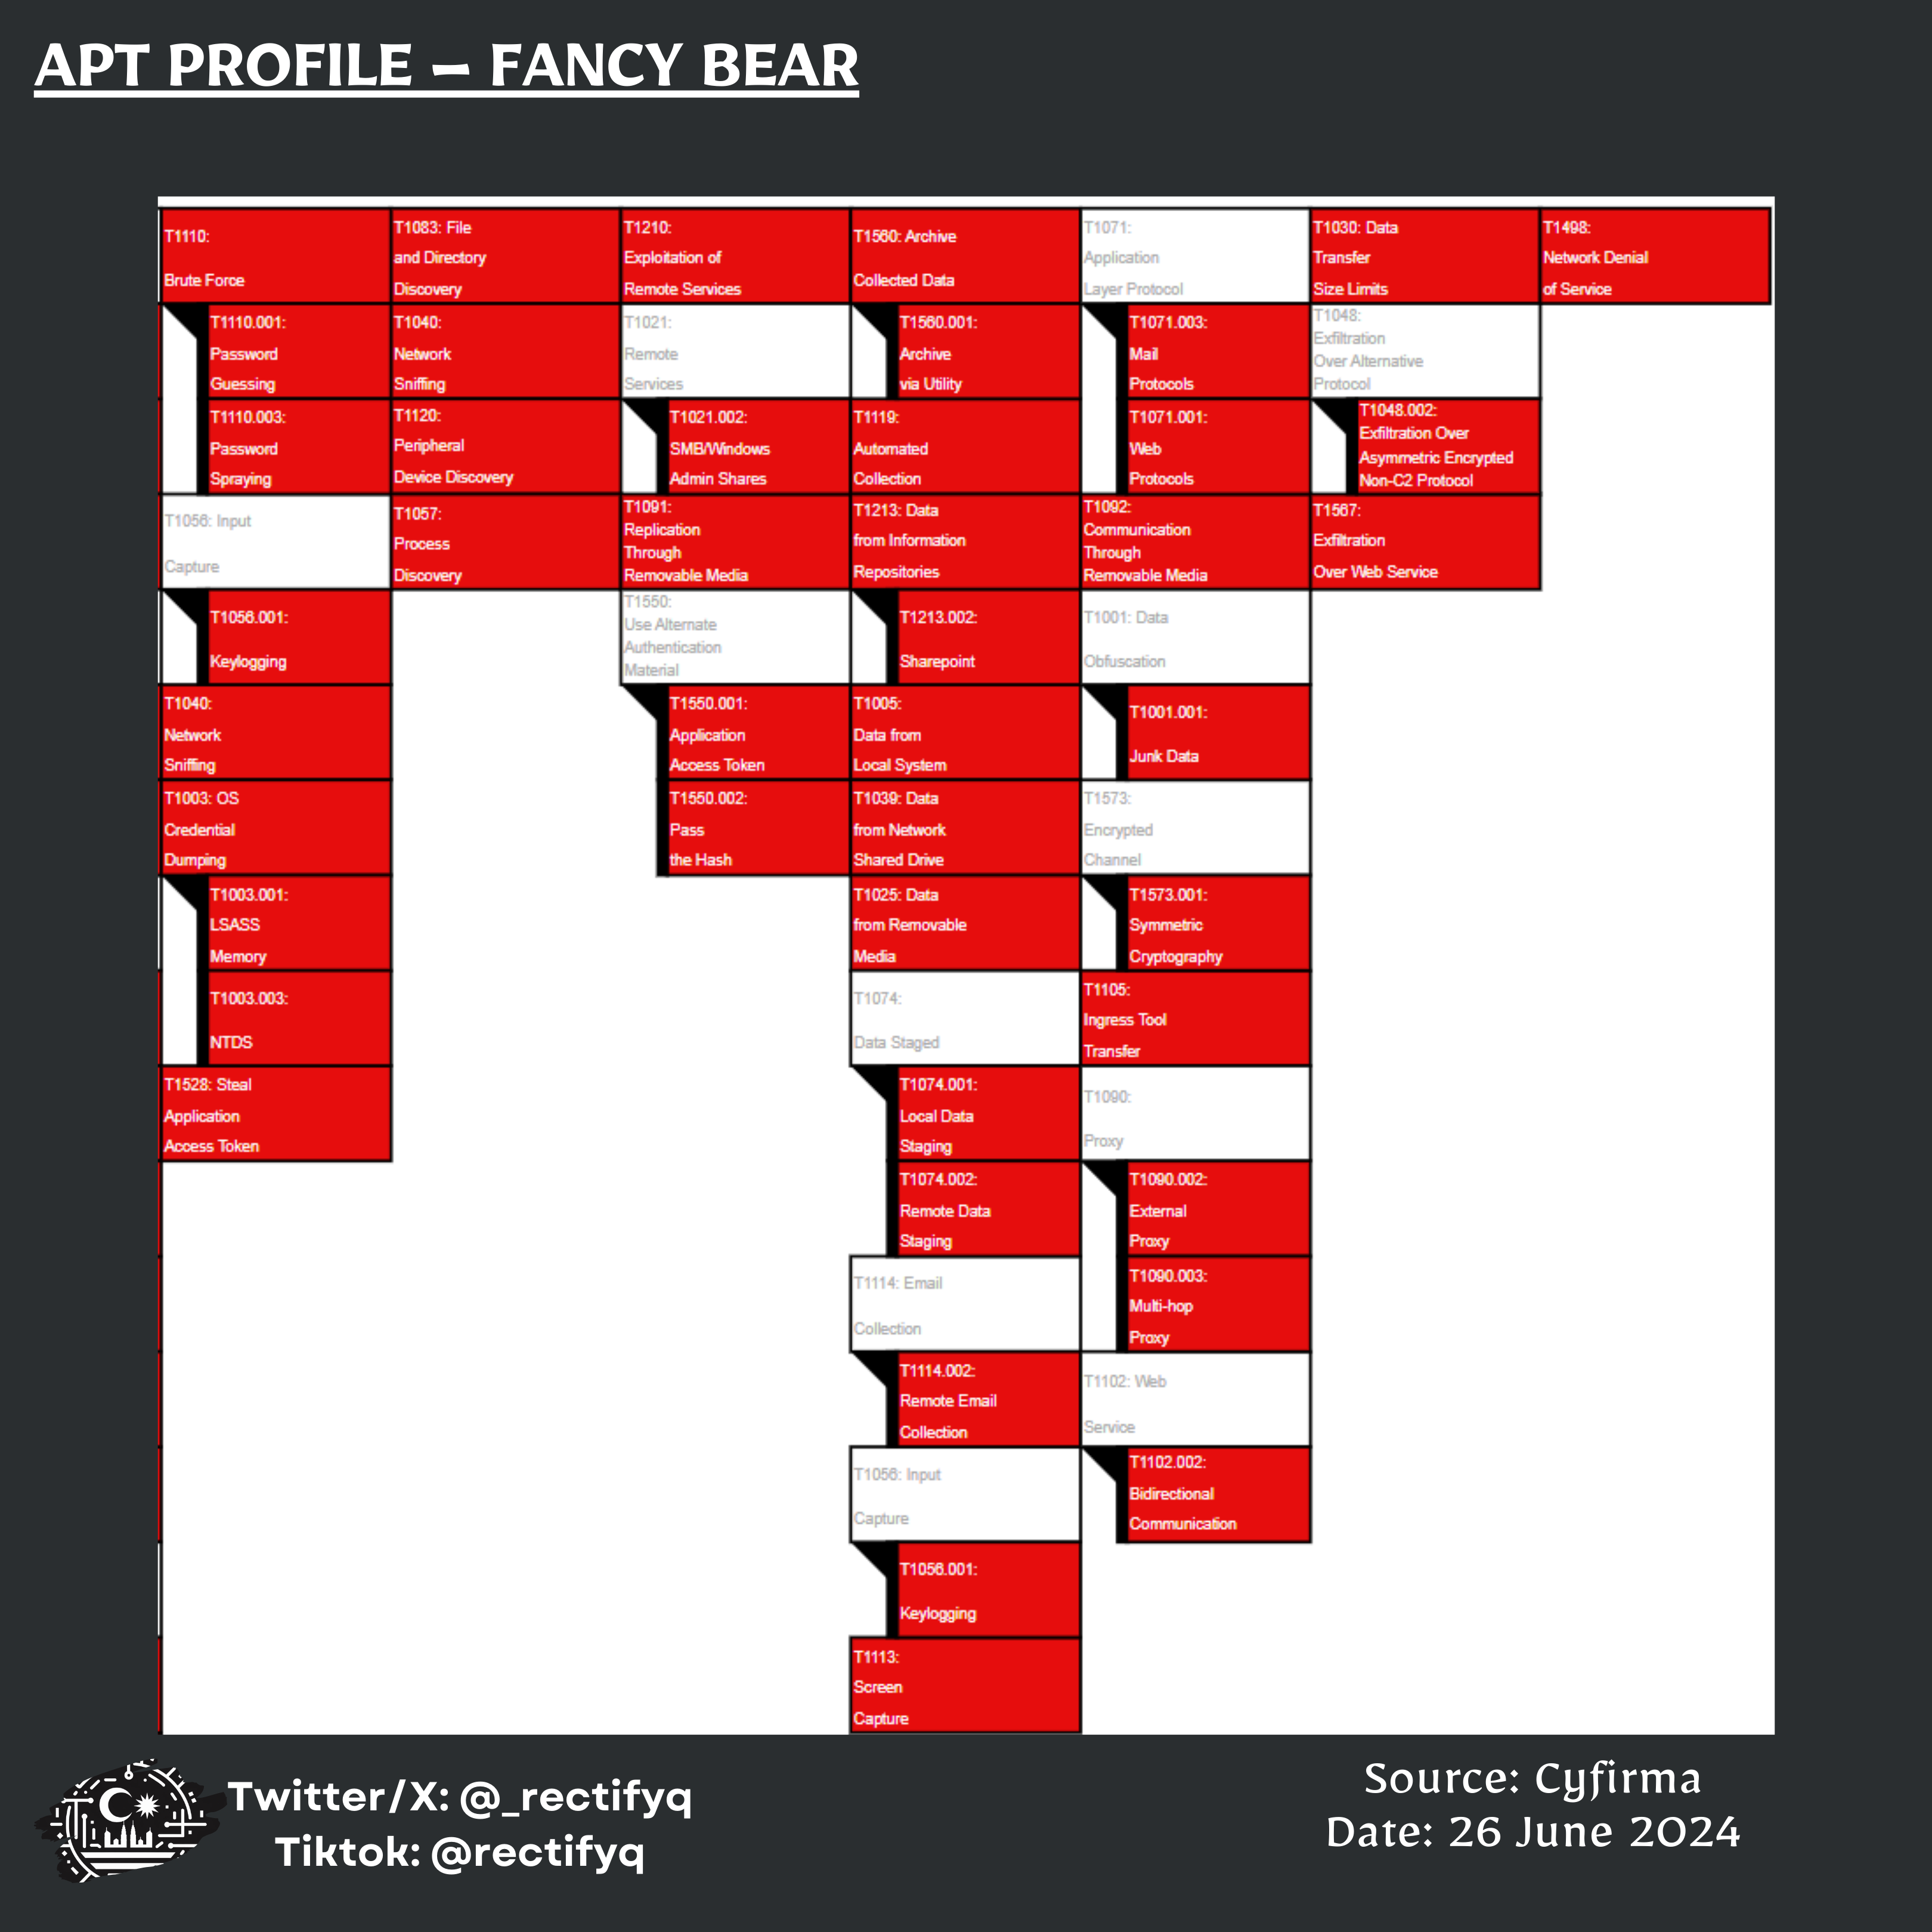 APT PROFILE – FANCY BEAR
T1110:
Brute Force
T1110.001:
Password
Guessing
T1110.003:
Password
Spraying
T1056: Input
Capture
T1056.001:
Keylogging
T1040:
Network
Sniffing
T1003: OS
Credential
Dumping
T1003.001:
LSASS
Memory
T1003.003:
NTDS
T1528: Steal
Application
Access Token
T1083: File
and Directory
Discovery
T1040:
Network
Sniffing
T1120:
Peripheral
Device Discovery
T1057:
Process
Discovery
T1210:
Exploitation of
Remote Services
T1021:
Remote
Services
T1021.002:
SMB/Windows
Admin Shares
T1091:
Replication
Through
Removable Media
T1550:
Use Alternate
Authentication
Material
T1550.001:
Application
Access Token
T1550.002:
Pass
the Hash
T1560: Archive
Collected Data
T1560.001:
Archive
via Utility
T1119:
Automated
Collection
T1213: Data
from Information
Repositories
T1213.002:
Sharepoint
T1005:
Data from
Local System
T1039: Data
from Network
Shared Drive
T1025: Data
from Removable
Media
T1074:
Data Staged
T1074.001:
Local Data
Staging
T1074.002:
Remote Data
Staging
T1114: Email
Collection
T1114.002:
Remote Email
Collection
T1056: Input
Capture
T1056.001:
Keylogging
T1113:
Screen
Capture
T1071:
Application
Layer Protocol
T1071.003:
Mail
Protocols
T1071.001:
Web
Protocols
T1092:
Communication
Through
Removable Media
T1001: Data
Obfuscation
T1001.001:
Junk Data
T1573:
Encrypted
Channel
T1573.001:
Symmetric
Cryptography
T1105:
Ingress Tool
Transfer
T1090:
Proxy
T1090.002:
External
Proxy
T1090.003:
Multi-hop
Proxy
T1102: Web
Service
T1102.002:
Bidirectional
Communication
T1030: Data
Transfer
Size Limits
T1048:
Exfiltration
Over Alternative
Protocol
T1048.002:
Exfiltration Over
Asymmetric Encrypted
Non-C2 Protocol
T1567:
Exfiltration
Over Web Service
T1498:
Network Denial
of Service
Twitter/X: @_rectifyq
Tiktok: @rectifyq
Source: Cyfirma
Date: 26 June 2024